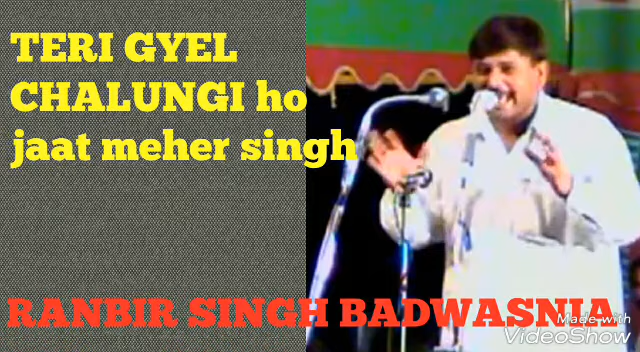 TERI GYEL
CHALUNGI ho
jaat meher singh
RANBIR SINGH BADWASNIA
Made with
VideoShow